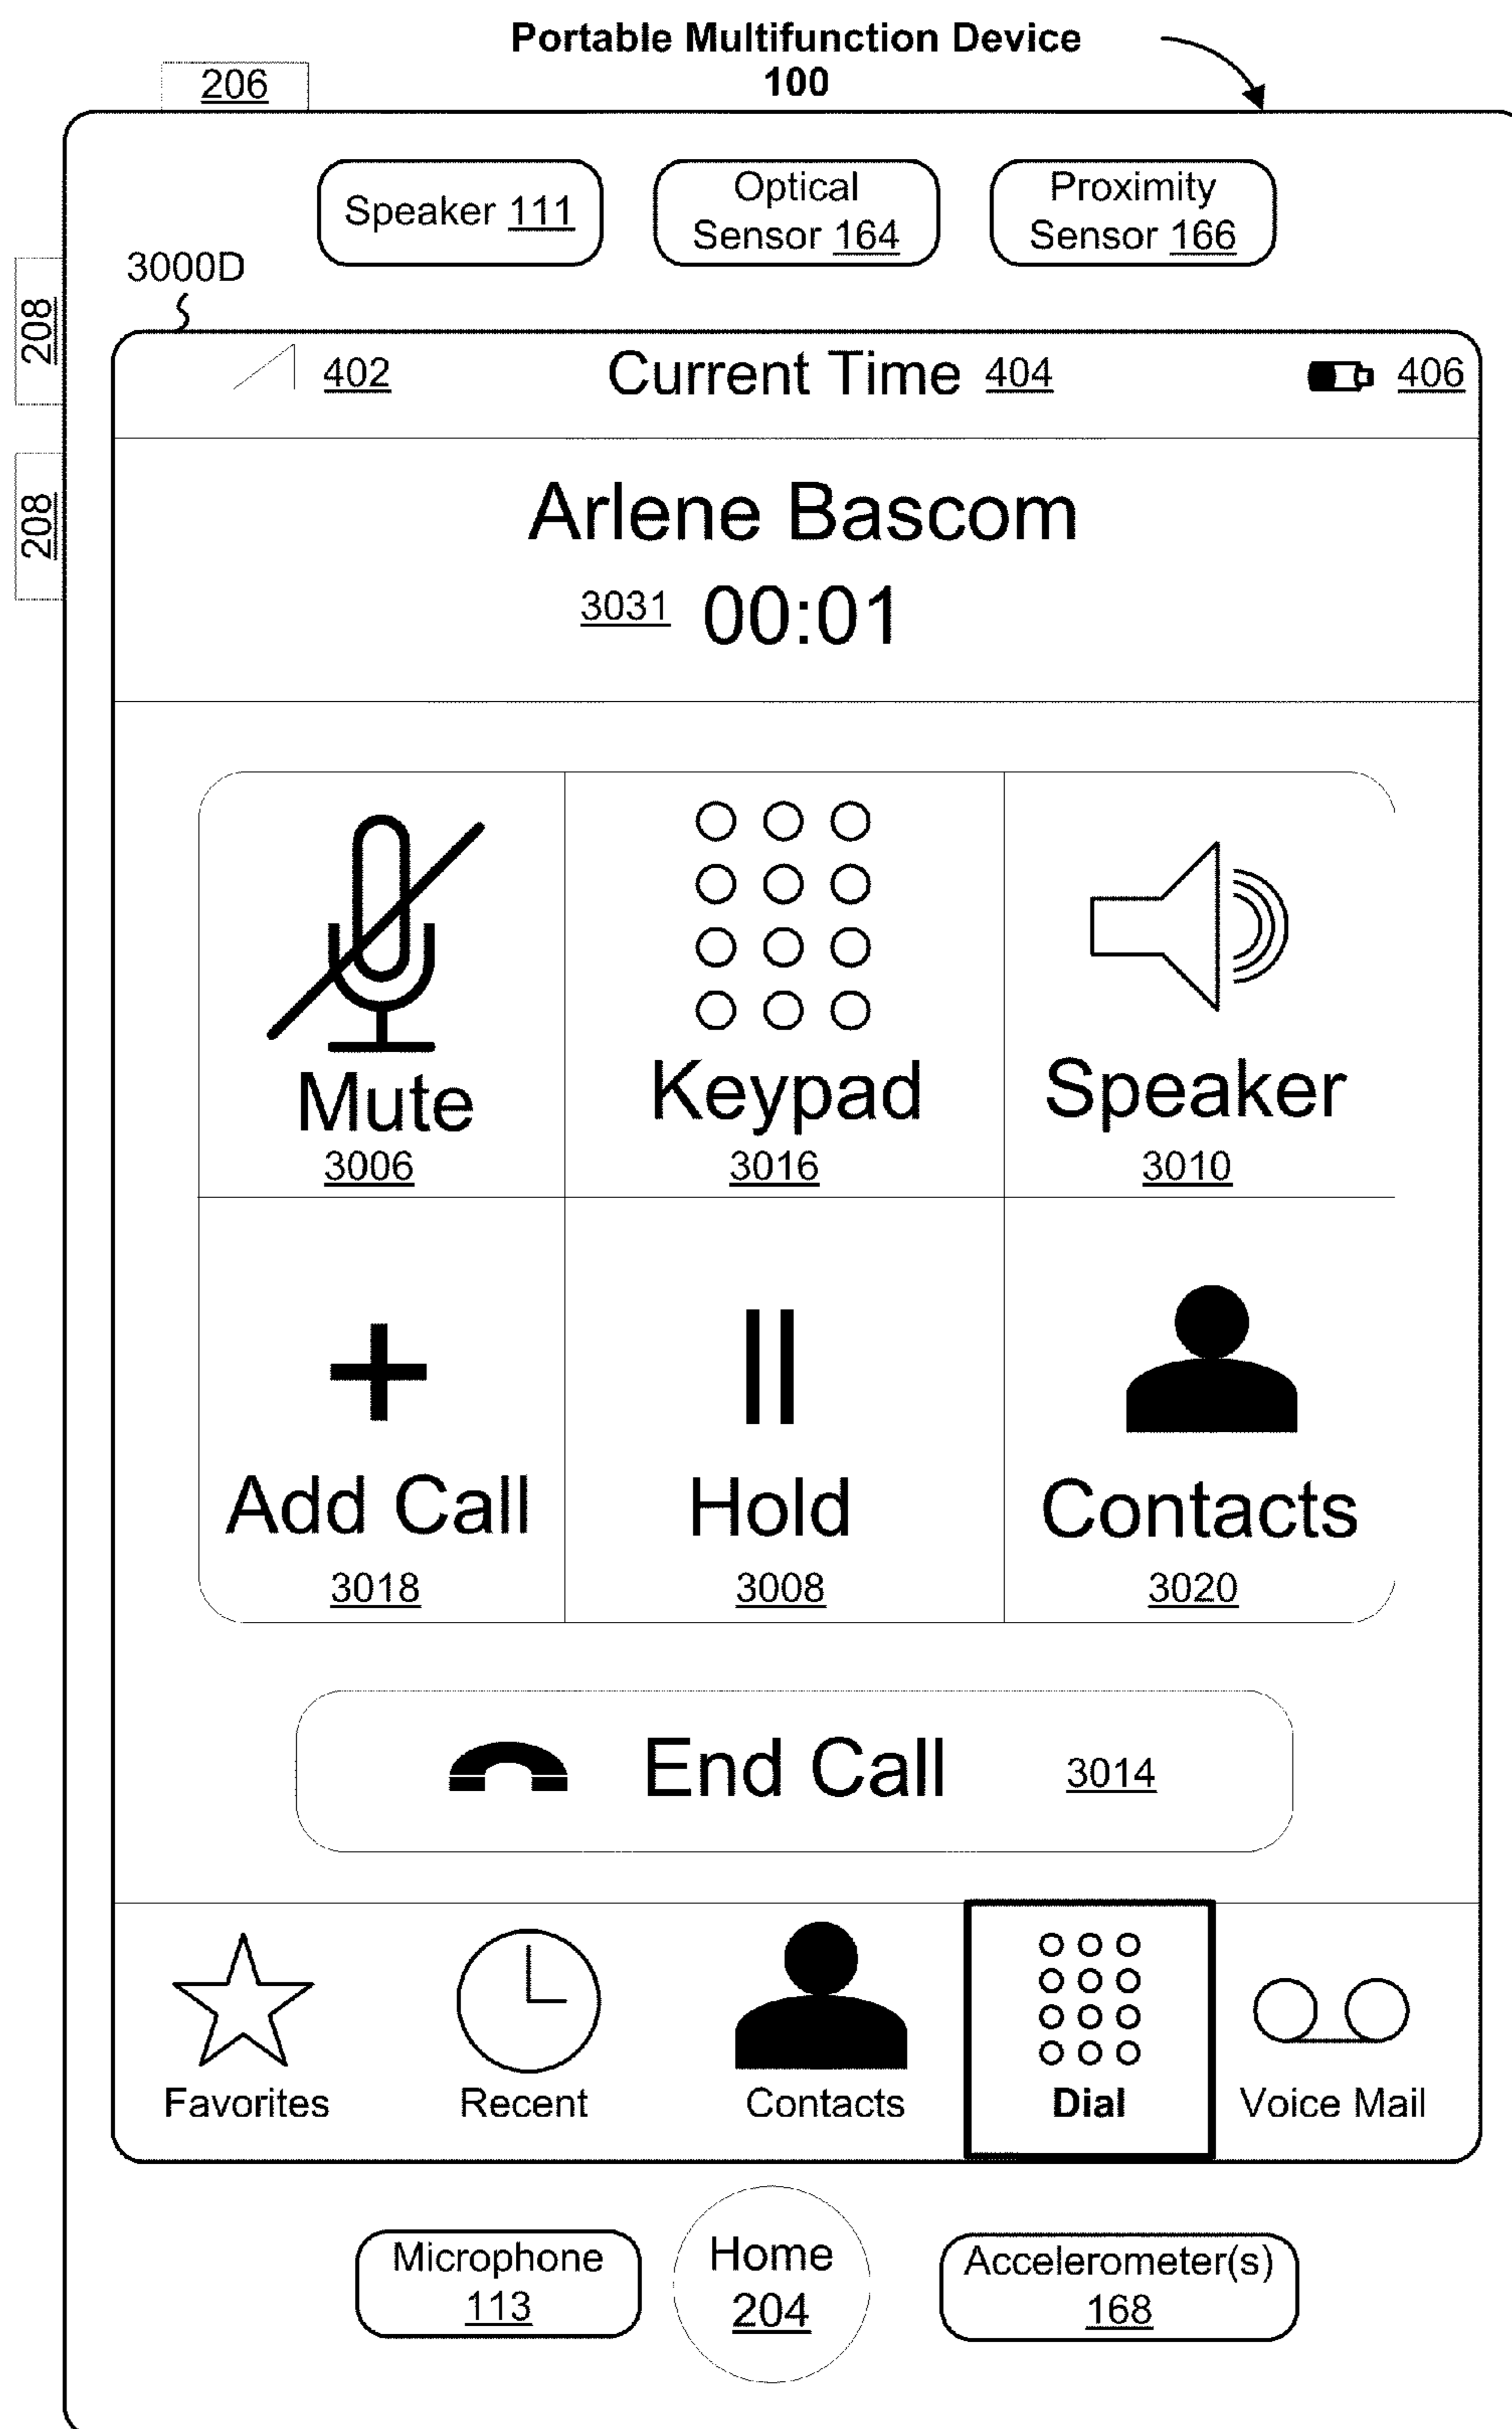 Portable Multifunction Device
100
206
Speaker 111
Optical
Sensor 164
Proximity
Sensor 166
3000D
208
208
402
Current Time 404
406
Arlene Bascom
3031 00:01
Mute
3006
Keypad
3016
Speaker
3010
Add Call
3018
Hold
3008
Contacts
3020
End Call 3014
Favorites
Recent
Contacts
Dial
Voice Mail
Microphone
113
Home
204
Accelerometer(s)
168